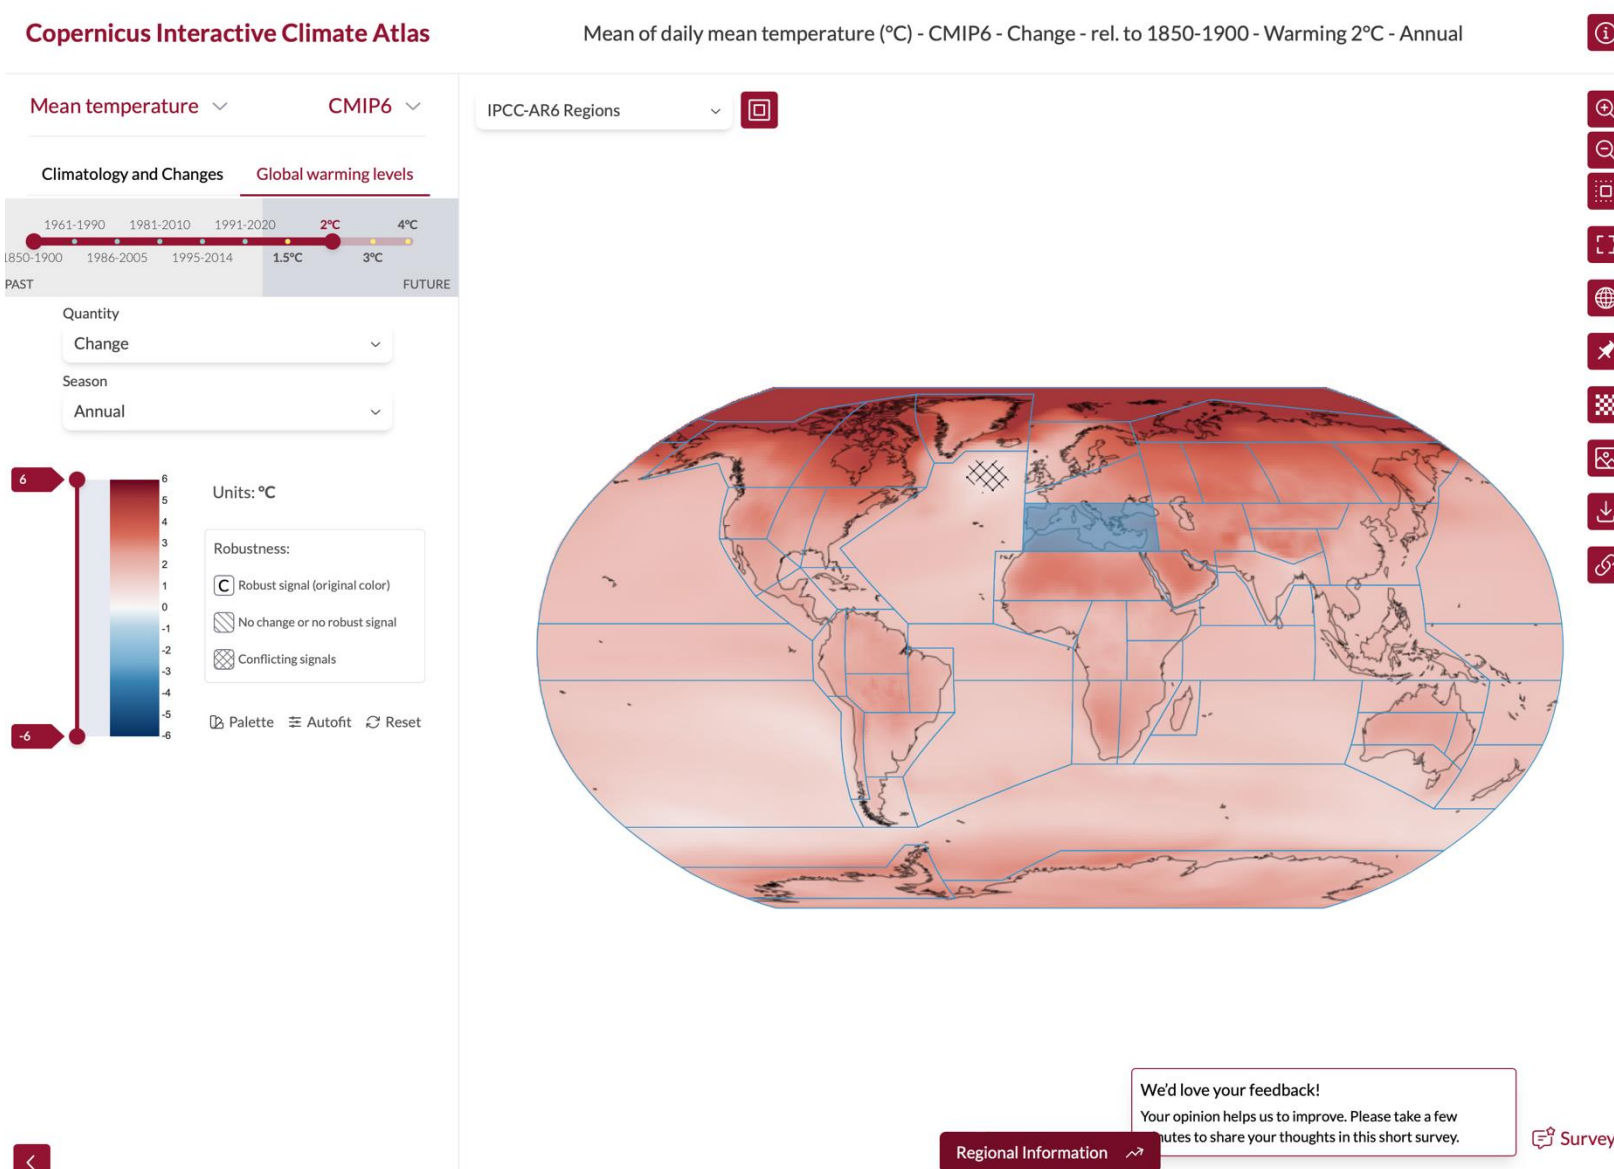 Copernicus Interactive Climate Atlas
Mean of daily mean temperature (°C) - CMIP6 - Change - rel. to 1850-1900 - Warming 2°C - Annual
Mean temperature
CMIP6
IPCC-AR6 Regions
Climatology and Changes
Global warming levels
1961-1990 1981-2010 1991-2020 2°C 4°C
1850-1900 1986-2005 1995-2014 1.5°C 3°C
PAST
FUTURE
Quantity
Change
Season
Annual
6
-6
6
5
4
3
2
1
0
-1
-2
-3
-4
-5
-6
Units: °C
Robustness:
C Robust signal (original color)
No change or no robust signal
Conflicting signals
Palette
Autofit
Reset
We'd love your feedback!
Your opinion helps us to improve. Please take a few
to share your thoughts in this short survey.
Regional Information
Survey